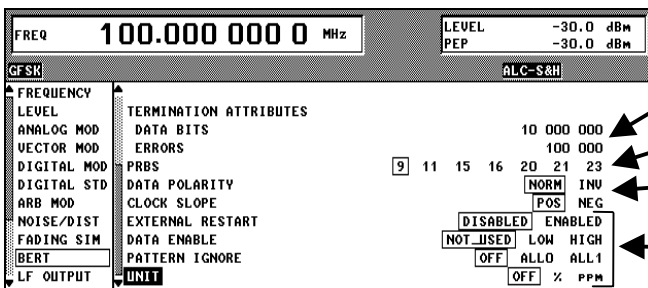 FREQ 100.000 000 0 MHz
LEVEL -30.0 dBm
PEP -30.0 dBm
GFSK ALC-S&H
FREQUENCY
LEVEL TERMINATION ATTRIBUTES
ANALOG MOD DATA BITS 10 000 000
VECTOR MOD ERRORS 100 000
DIGITAL MOD PRBS 9 11 15 16 20 21 23
DIGITAL STD DATA POLARITY NORM INV
ARB MOD CLOCK SLOPE POS NEG
NOISE/DIST EXTERNAL RESTART DISABLED ENABLED
FADING SIM DATA ENABLE NOT_USED LOW HIGH
BERT PATTERN IGNORE OFF ALL0 ALL1
LF OUTPUT UNIT OFF % PPM